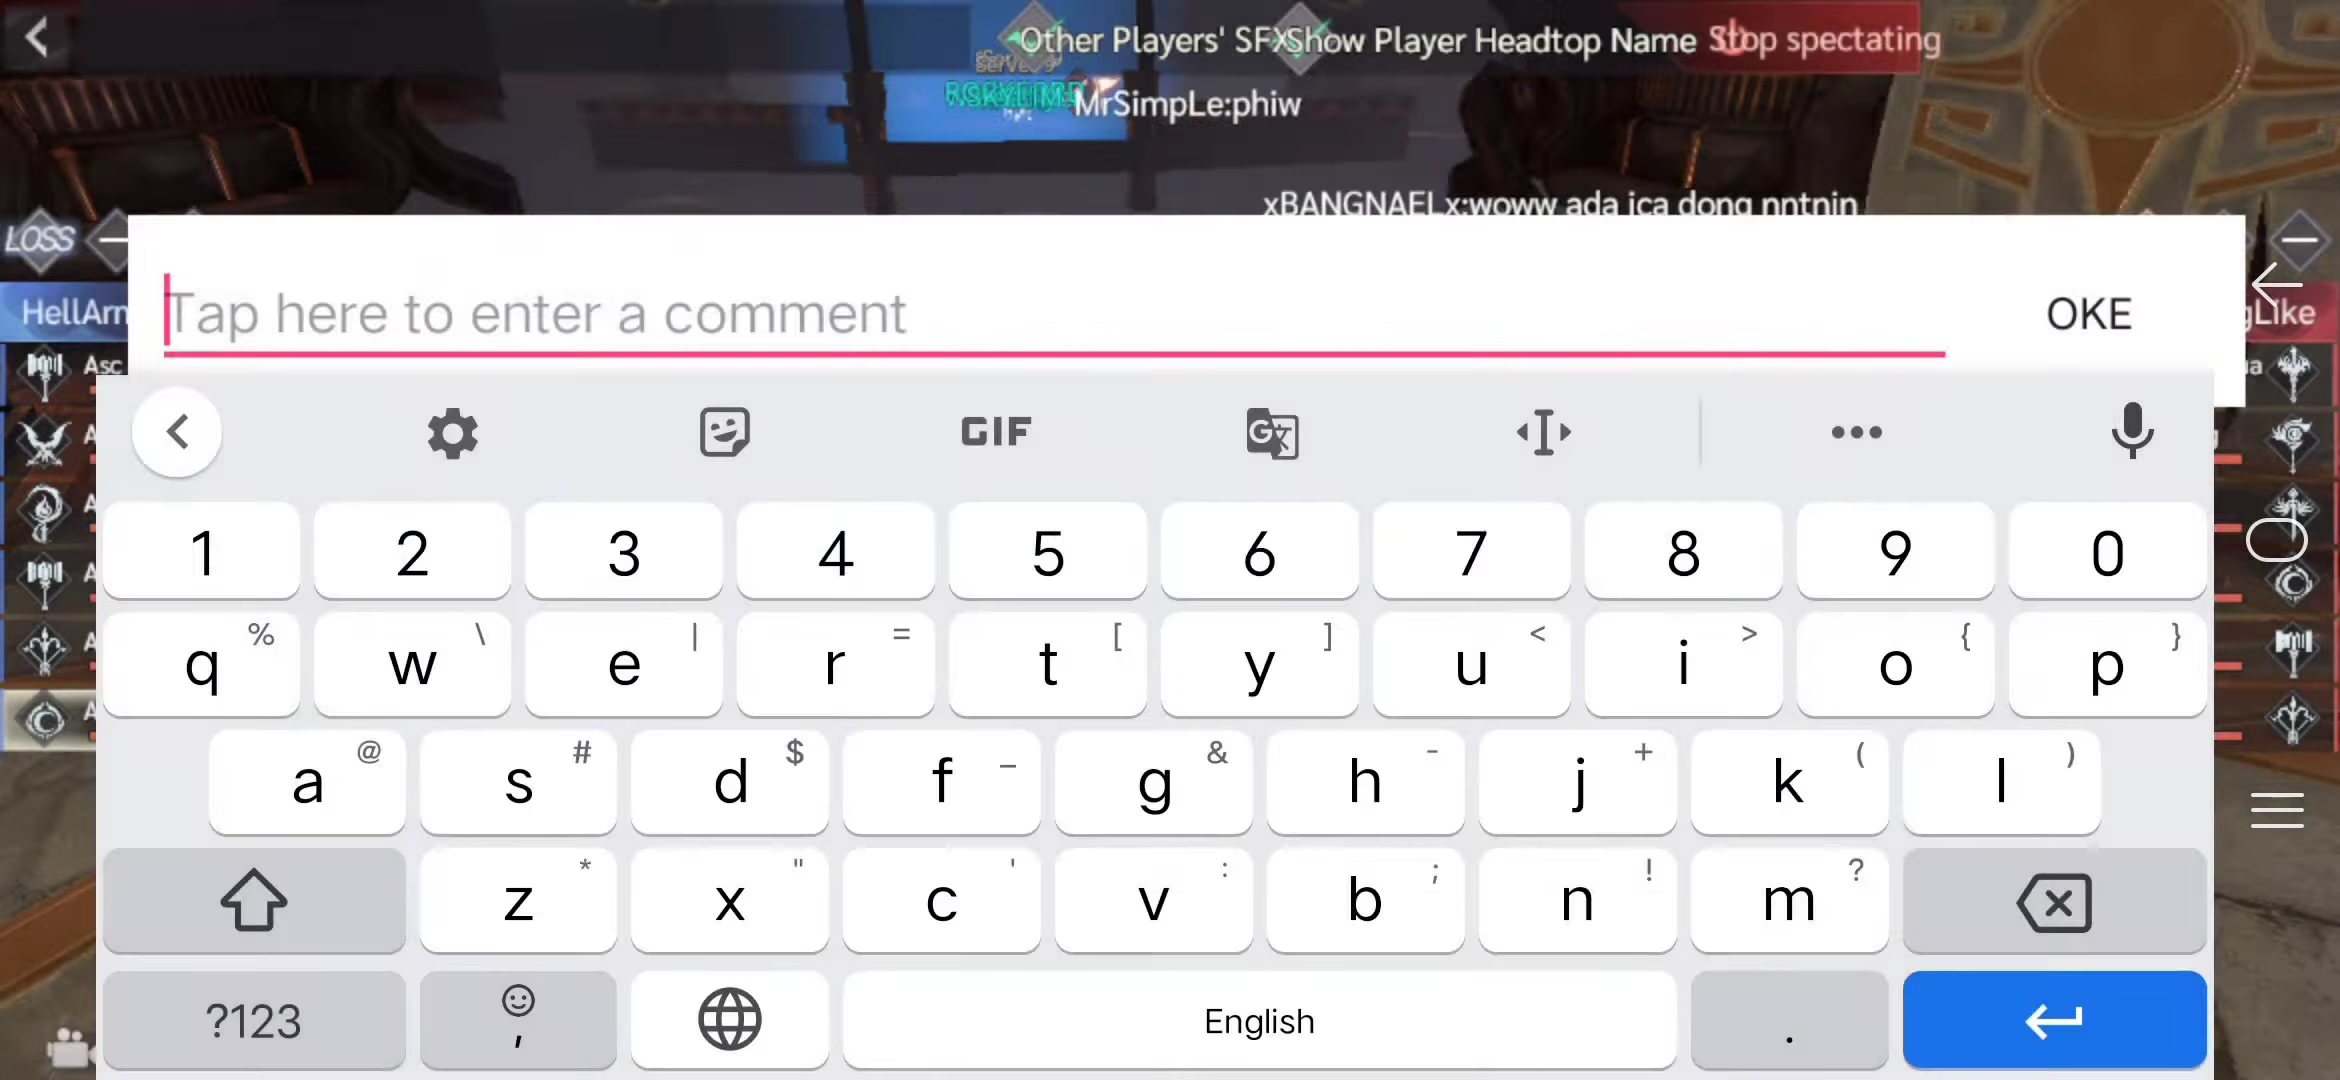 Other Players' SFX Show Player Headtop Name Stop spectating
MrSimpLe:phiw
xBANGNAELx:woww ada ica dong nntnin
LOSS
HellArm
gLike
Tap here to enter a comment
OKE
Asc
GIF
1 2 3 4 5 6 7 8 9 0
q % w \ e | r = t [ y ] u < i > o { p }
a @ s # d $ f _ g & h - j + k ( l )
z * x " c ' v : b ; n ! m ?
?123 , English .